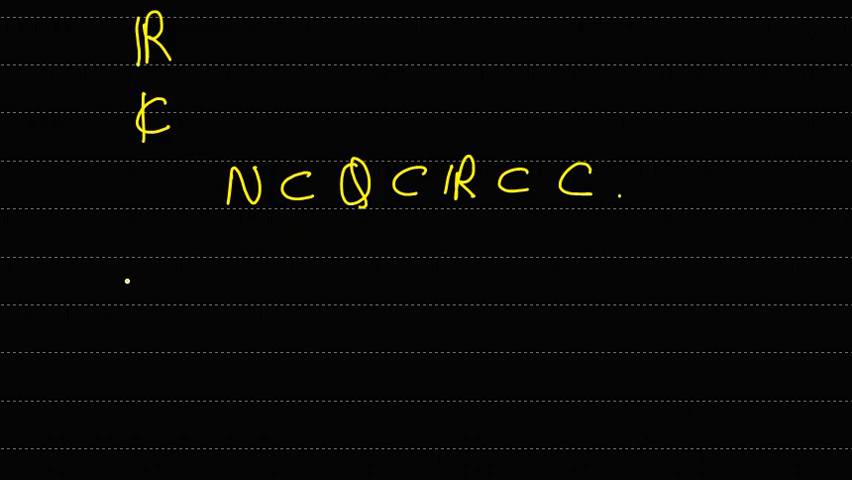 ℝ
ℂ
N ⊂ ℚ ⊂ ℝ ⊂ C .